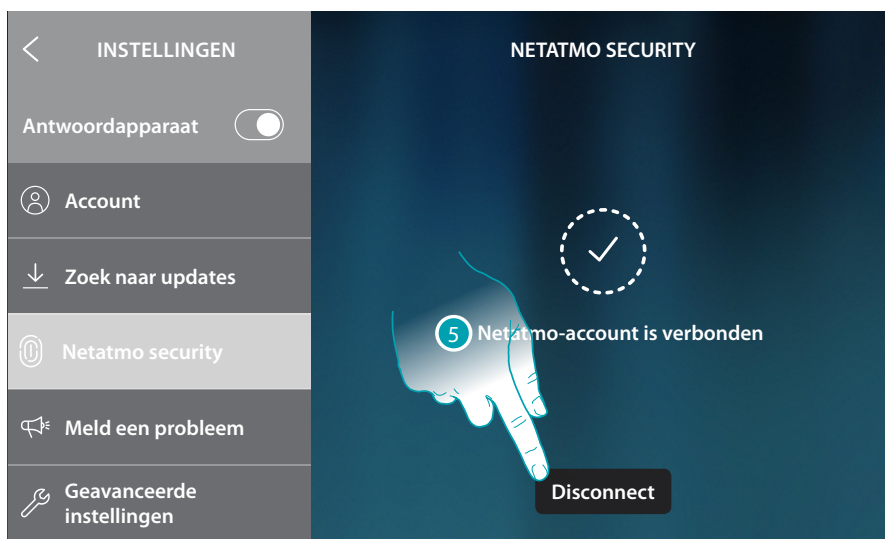 INSTELLINGEN
Antwoordapparaat
Account
Zoek naar updates
Netatmo security
Meld een probleem
Geavanceerde
instellingen
NETATMO SECURITY
5
Netatmo-account is verbonden
Disconnect